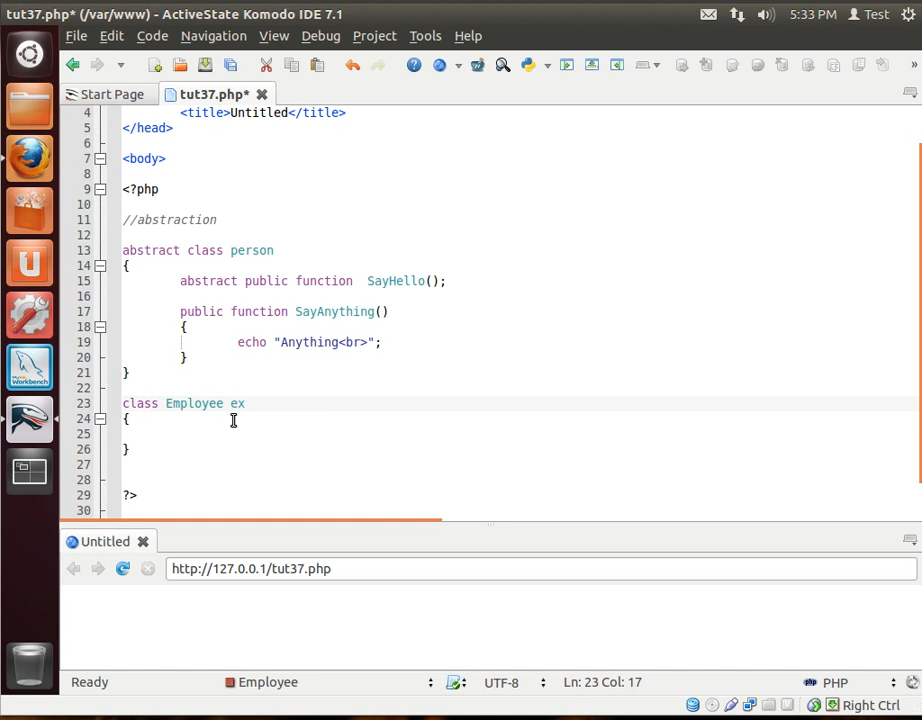 tut37.php* (/var/www) - ActiveState Komodo IDE 7.1
5:33 PM Test
File Edit Code Navigation View Debug Project Tools Help
»
Start Page tut37.php*
4 <title>Untitled</title>
5 </head>
6
7 <body>
8
9 <?php
10
11 //abstraction
12
13 abstract class person
14 {
15 abstract public function  SayHello();
16
17 public function SayAnything()
18 {
19 echo "Anything<br>";
20 }
21 }
22
23 class Employee ex
24 {
25
26 }
27
28
29 ?>
30
Untitled
http://127.0.0.1/tut37.php
Ready Employee UTF-8 Ln: 23 Col: 17 PHP
Right Ctrl
MySQL
Workbench